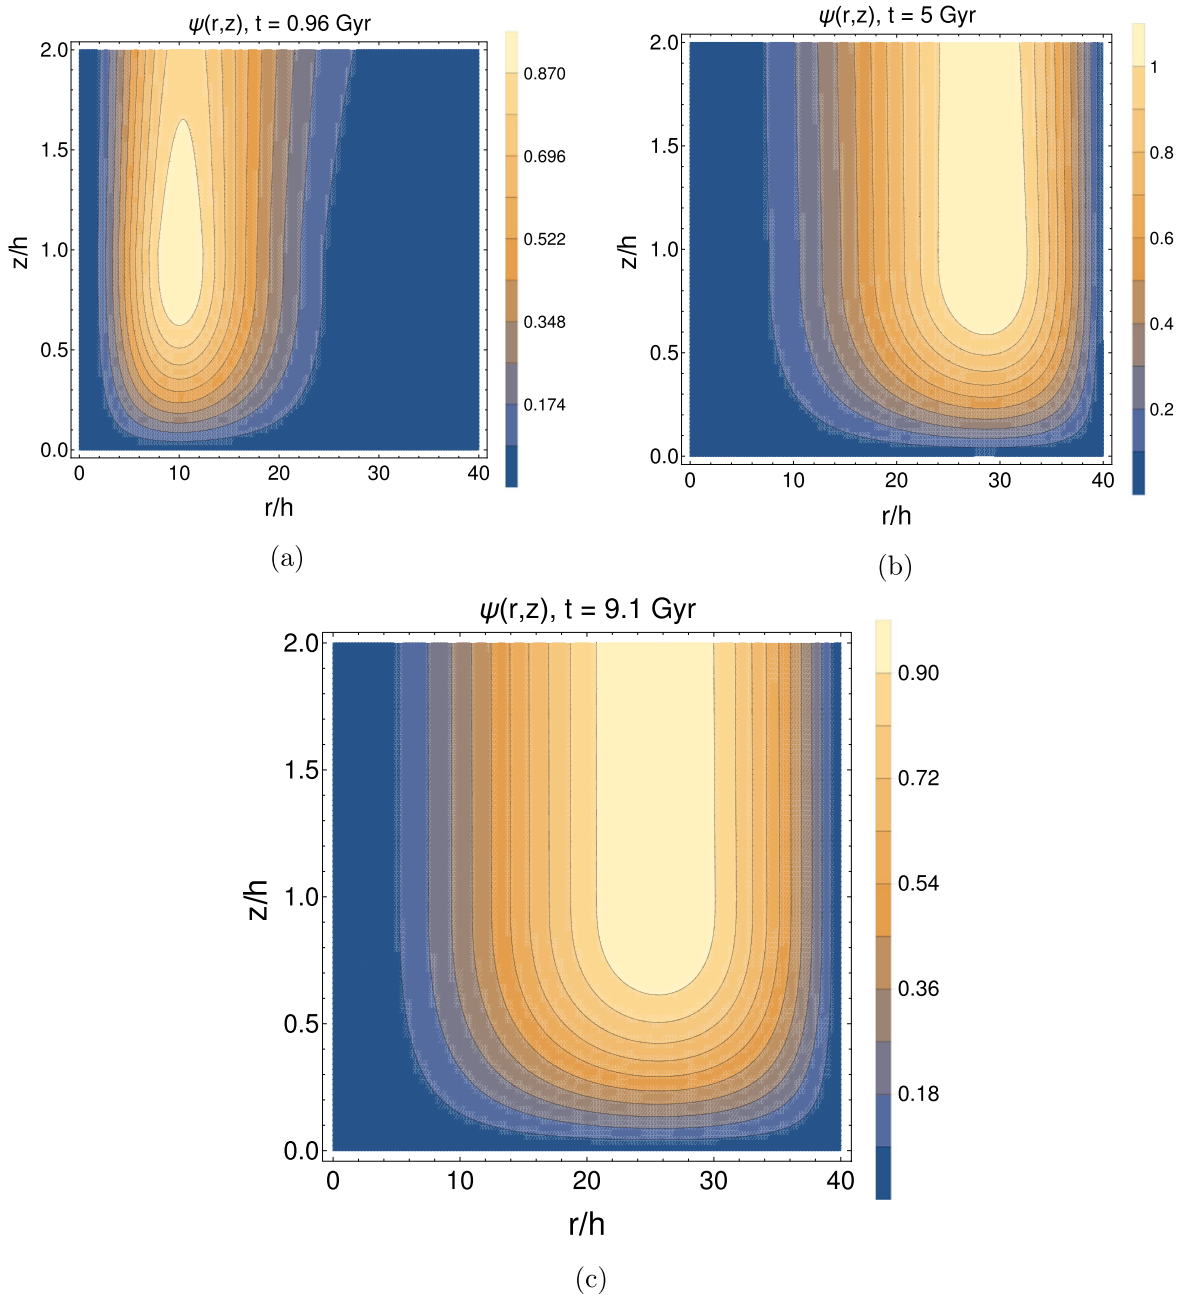 ψ(r,z), t = 0.96 Gyr
2.0
1.5
1.0
0.5
0.0
z/h
0 10 20 30 40
r/h
0.870
0.696
0.522
0.348
0.174
(a)
ψ(r,z), t = 5 Gyr
2.0
1.5
1.0
0.5
0.0
z/h
0 10 20 30 40
r/h
1
0.8
0.6
0.4
0.2
(b)
ψ(r,z), t = 9.1 Gyr
2.0
1.5
1.0
0.5
0.0
z/h
0 10 20 30 40
r/h
0.90
0.72
0.54
0.36
0.18
(c)